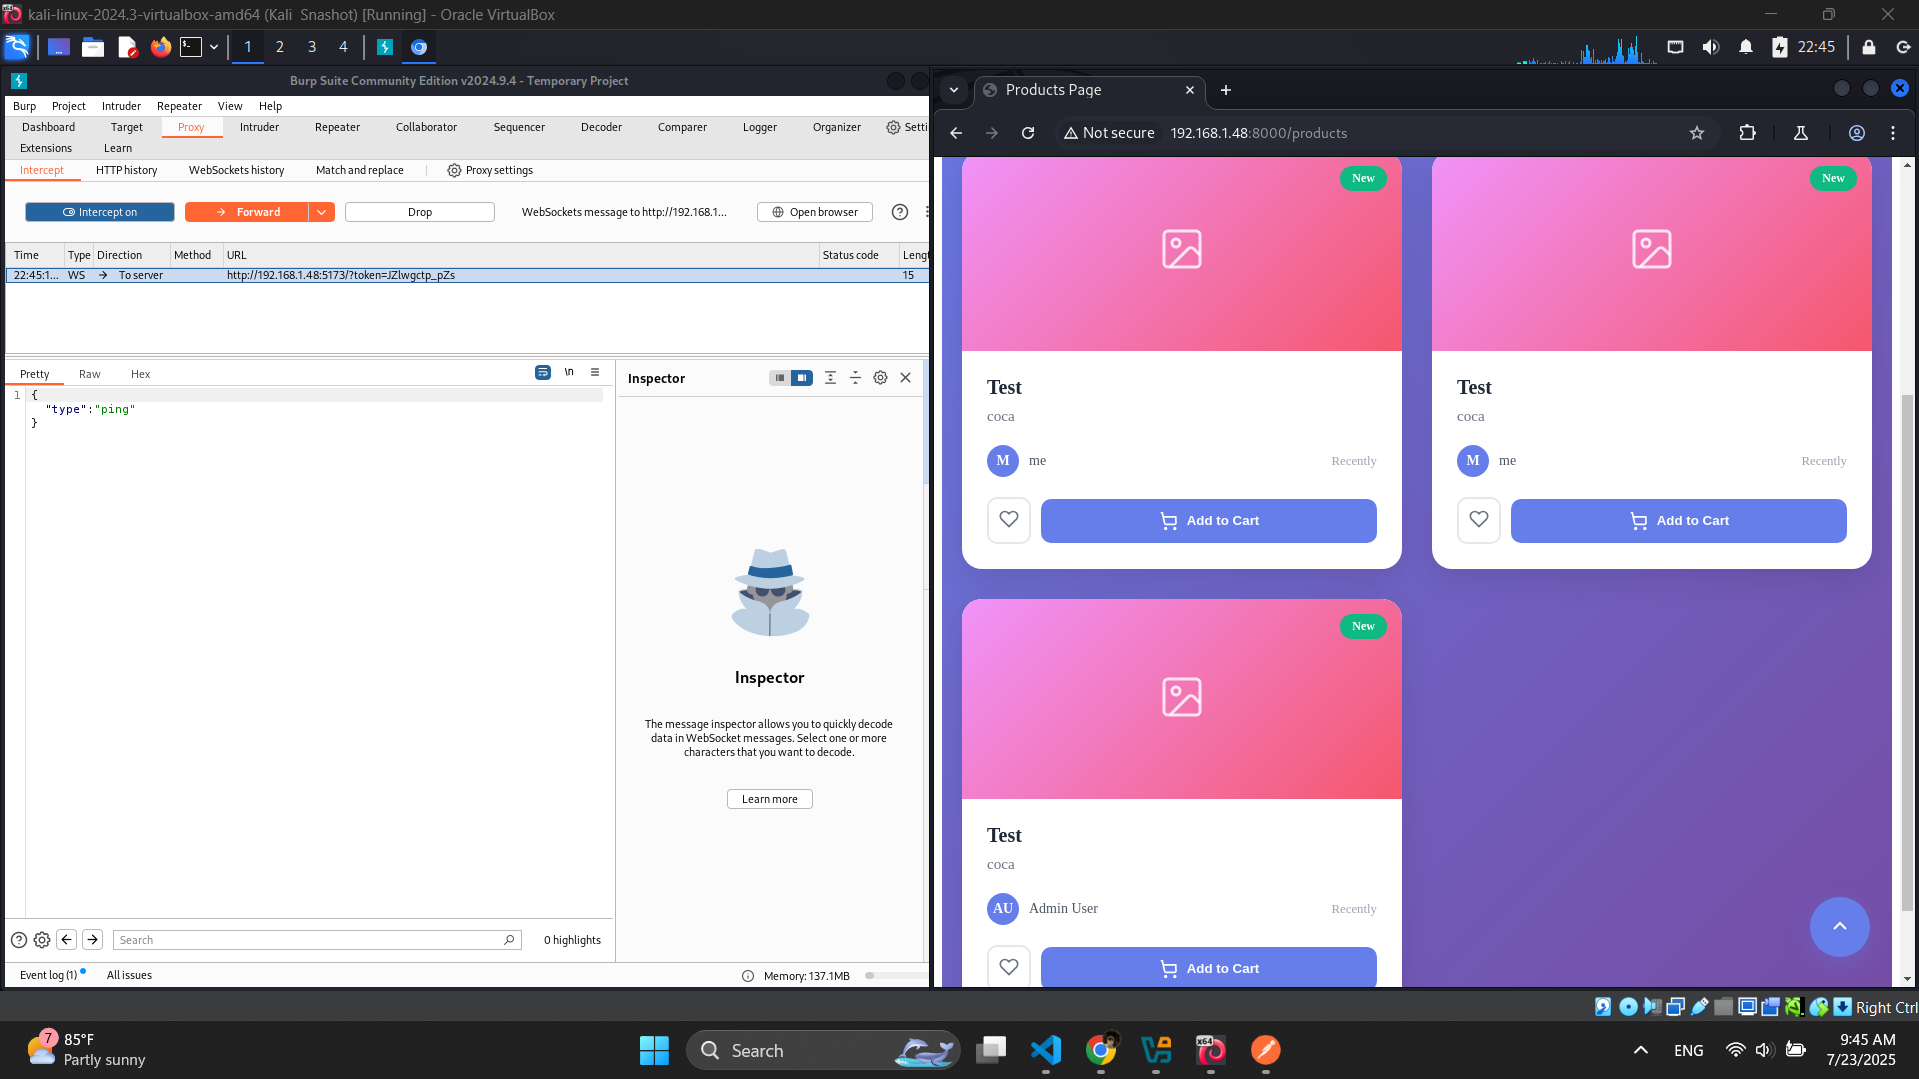 kali-linux-2024.3-virtualbox-amd64 (Kali Snashot) [Running] - Oracle VirtualBox
1 2 3 4
22:45
Burp Suite Community Edition v2024.9.4 - Temporary Project
Burp Project Intruder Repeater View Help
Dashboard Target Proxy Intruder Repeater Collaborator Sequencer Decoder Comparer Logger Organizer Setti
Extensions Learn
Intercept HTTP history WebSockets history Match and replace Proxy settings
Intercept on Forward Drop WebSockets message to http://192.168.1... Open browser
Time Type Direction Method URL Status code Lengt
22:45:1... WS To server http://192.168.1.48:5173/?token=JZlwgctp_pZs 15
Pretty Raw Hex \n
1 {
"type":"ping"
}
Inspector
Inspector
The message inspector allows you to quickly decode
data in WebSocket messages. Select one or more
characters that you want to decode.
Learn more
Search 0 highlights
Event log (1) All issues Memory: 137.1MB
Products Page
Not secure 192.168.1.48:8000/products
New New
Test Test
coca coca
M me Recently M me Recently
Add to Cart Add to Cart
New
Test
coca
AU Admin User Recently
Add to Cart
Right Ctrl
7 85°F
Partly sunny
Search
x64
ENG
9:45 AM
7/23/2025